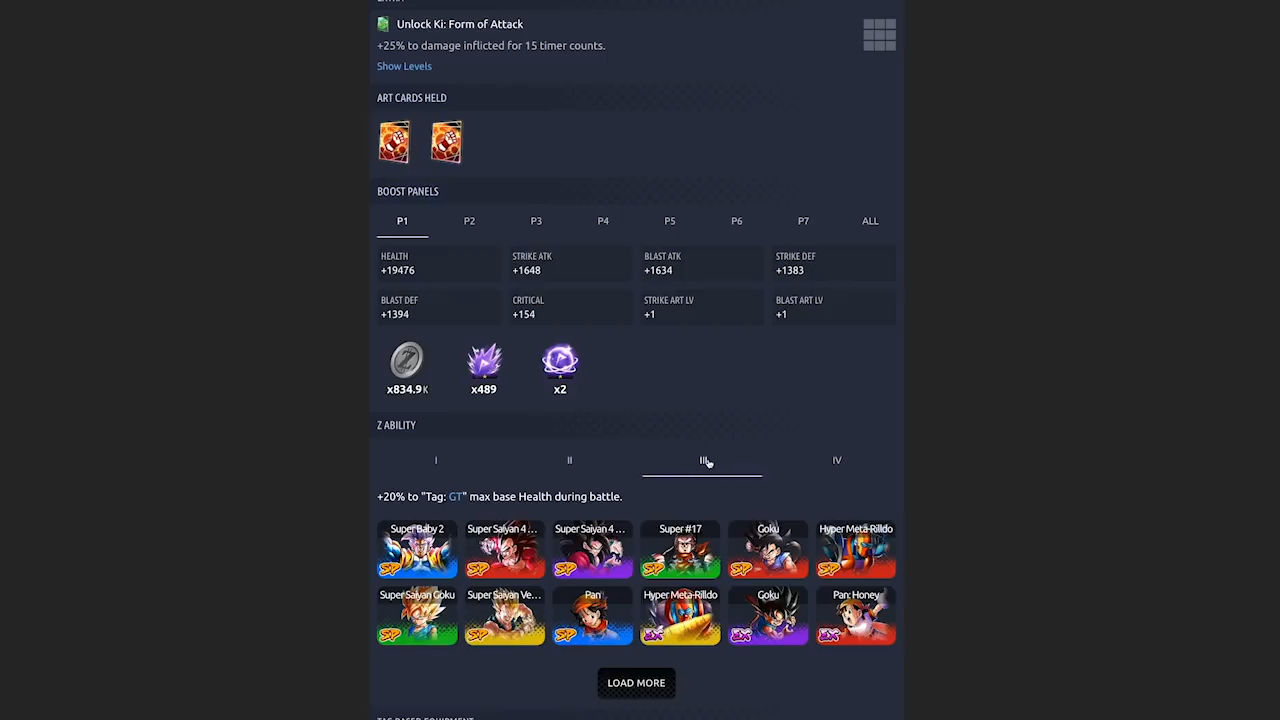 Unlock Ki: Form of Attack
+25% to damage inflicted for 15 timer counts.
Show Levels
ART CARDS HELD
BOOST PANELS
P1 P2 P3 P4 P5 P6 P7 ALL
HEALTH STRIKE ATK BLAST ATK STRIKE DEF
+19476 +1648 +1634 +1383
BLAST DEF CRITICAL STRIKE ART LV BLAST ART LV
+1394 +154 +1 +1
x834.9K x489 x2
Z ABILITY
I II III IV
+20% to "Tag: GT" max base Health during battle.
Super Baby 2 Super Saiyan 4 ... Super Saiyan 4 ... Super #17 Goku Hyper Meta-Rilldo
SP SP SP SP SP SP
Super Saiyan Goku Super Saiyan Ve... Pan Hyper Meta-Rilldo Goku Pan: Honey
SP SP SP EX EX EX
LOAD MORE
TAG BASED EQUIPMENT